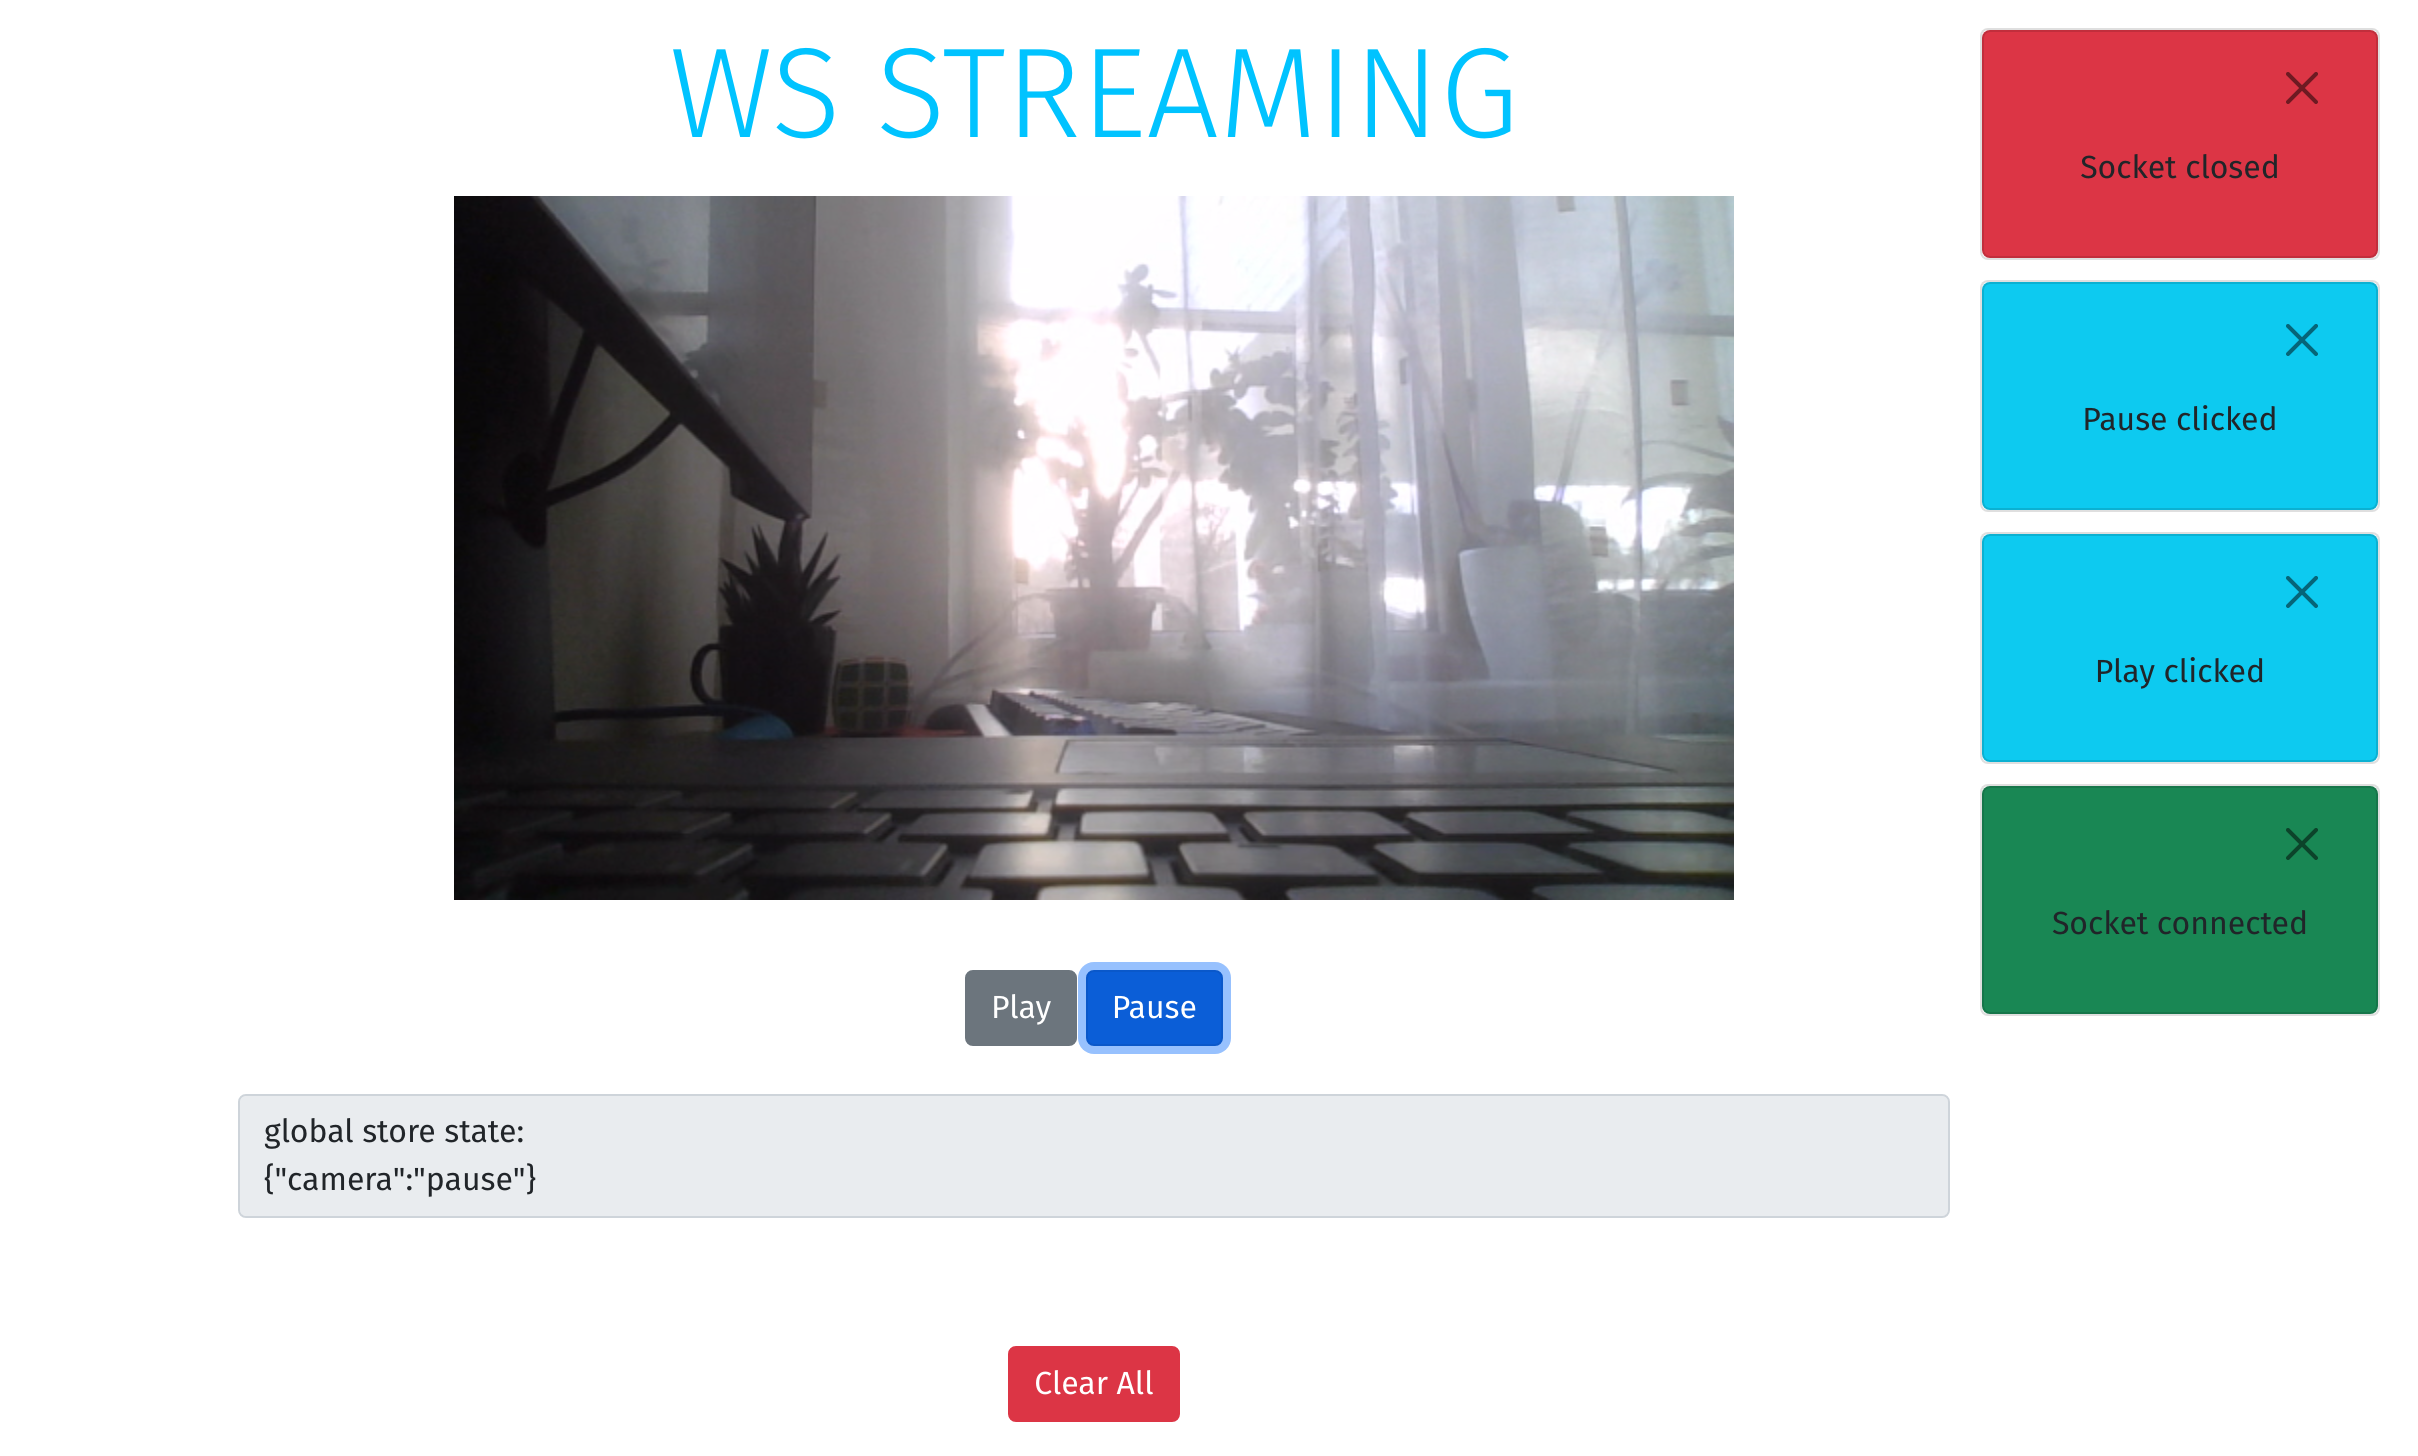 WS STREAMING
Socket closed
Pause clicked
Play clicked
Socket connected
Play
Pause
global store state:
{"camera":"pause"}
Clear All